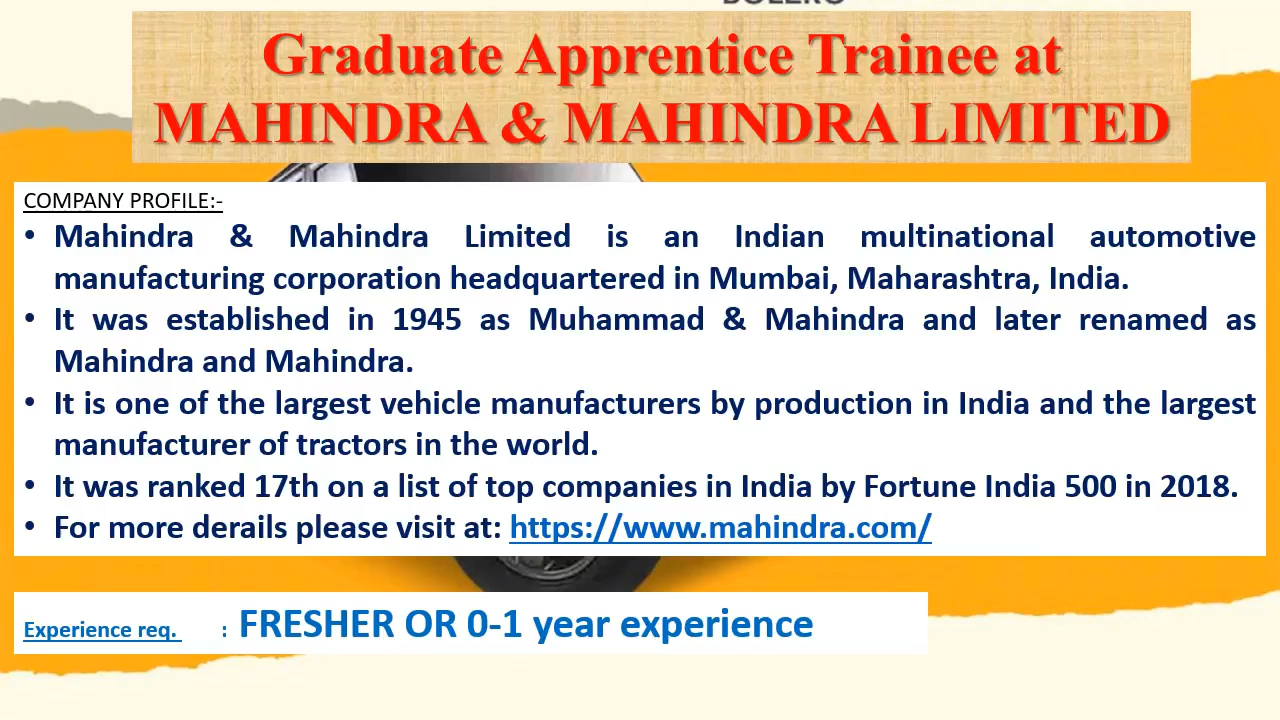 BOLERO
Graduate Apprentice Trainee at
MAHINDRA & MAHINDRA LIMITED
COMPANY PROFILE:-
• Mahindra & Mahindra Limited is an Indian multinational automotive
manufacturing corporation headquartered in Mumbai, Maharashtra, India.
• It was established in 1945 as Muhammad & Mahindra and later renamed as
Mahindra and Mahindra.
• It is one of the largest vehicle manufacturers by production in India and the largest
manufacturer of tractors in the world.
• It was ranked 17th on a list of top companies in India by Fortune India 500 in 2018.
• For more derails please visit at: https://www.mahindra.com/
Experience req. : FRESHER OR 0-1 year experience